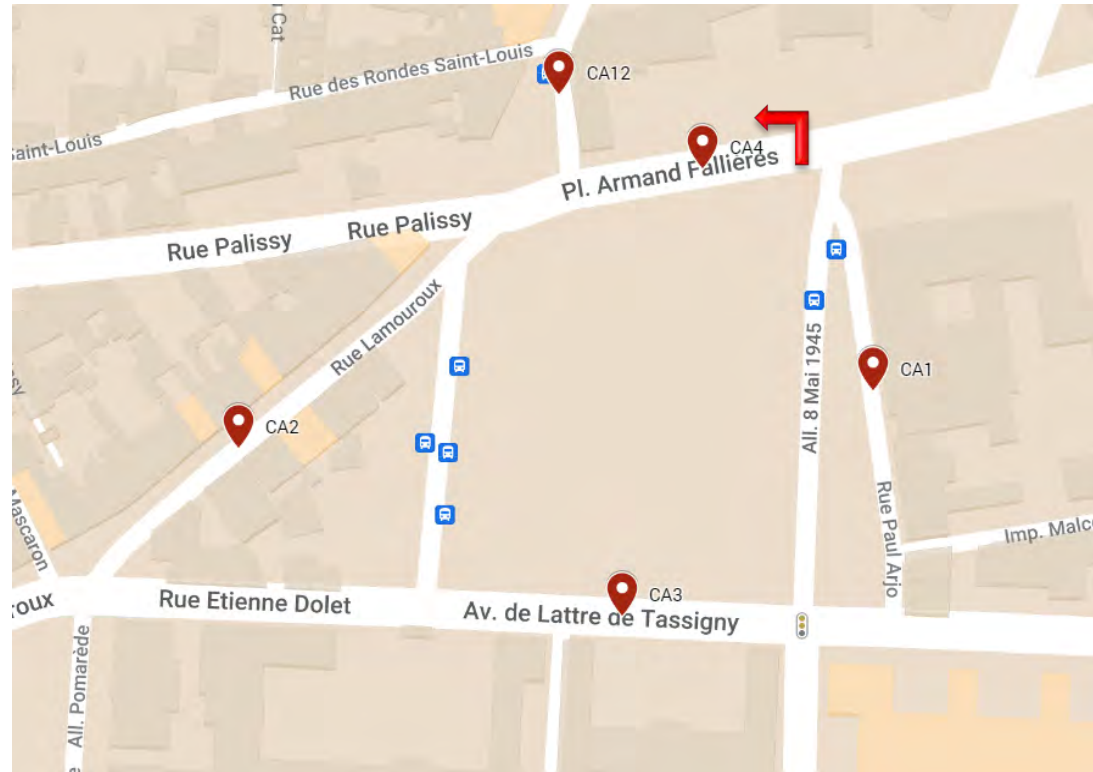 Cat
Rue des Rondes Saint-Louis
CA12
Saint-Louis
CA4
Pl. Armand Fallières
Rue Palissy
Rue Palissy
Rue Lamouroux
All. 8 Mai 1945
CA1
CA2
Mascaron
Rue Paul Arjo
Imp. Malc
CA3
roux
Rue Etienne Dolet
Av. de Lattre de Tassigny
All. Pomarède